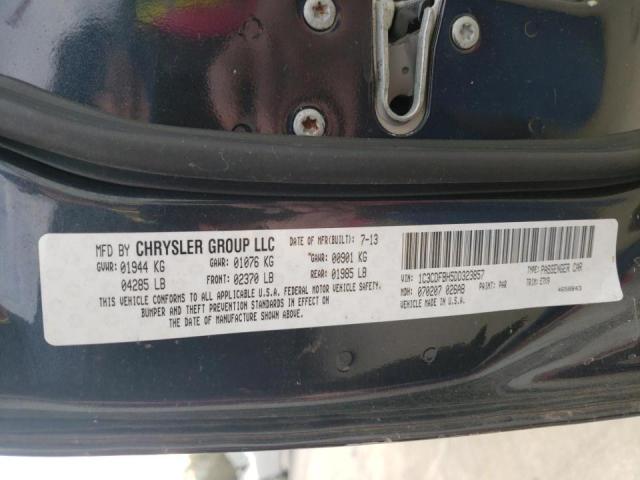 MFD BY CHRYSLER GROUP LLC DATE OF MFR(BUILT): 7-13
GVWR: 01944 KG GAWR: 01076 KG GAWR: 00901 KG
04285 LB FRONT: 02370 LB REAR: 01985 LB
THIS VEHICLE CONFORMS TO ALL APPLICABLE U.S.A. FEDERAL MOTOR VEHICLE SAFETY,
BUMPER AND THEFT PREVENTION STANDARDS IN EFFECT ON
THE DATE OF MANUFACTURE SHOWN ABOVE.
VIN: 1C3CDFBH5DD323857 TYPE: PASSENGER CAR
MDH: 070207 028AB PAINT: PAR TRIM: E7X9
VEHICLE MADE IN U.S.A.